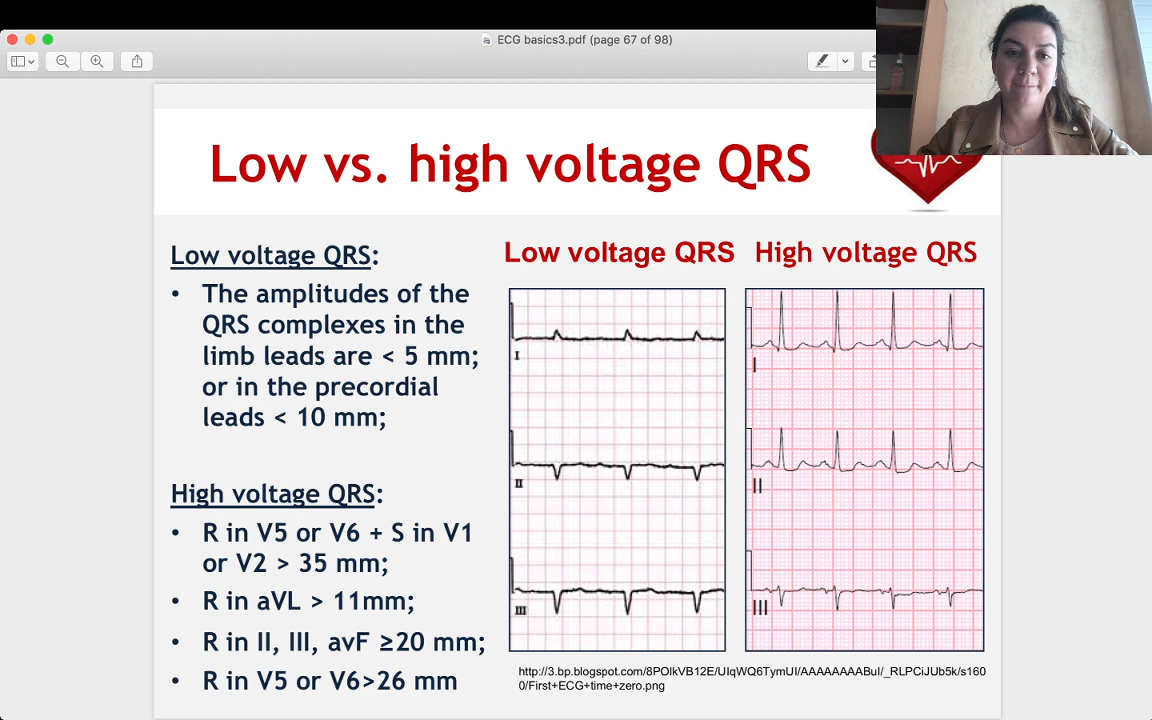 ECG basics3.pdf (page 67 of 98)
Low vs. high voltage QRS
Low voltage QRS:
• The amplitudes of the
QRS complexes in the
limb leads are < 5 mm;
or in the precordial
leads < 10 mm;
High voltage QRS:
• R in V5 or V6 + S in V1
or V2 > 35 mm;
• R in aVL > 11mm;
• R in II, III, avF ≥20 mm;
• R in V5 or V6>26 mm
Low voltage QRS
I
II
III
High voltage QRS
I
II
III
http://3.bp.blogspot.com/8POlkVB12E/UIqWQ6TymUI/AAAAAAAABuI/_RLPCiJUb5k/s160
0/First+ECG+time+zero.png